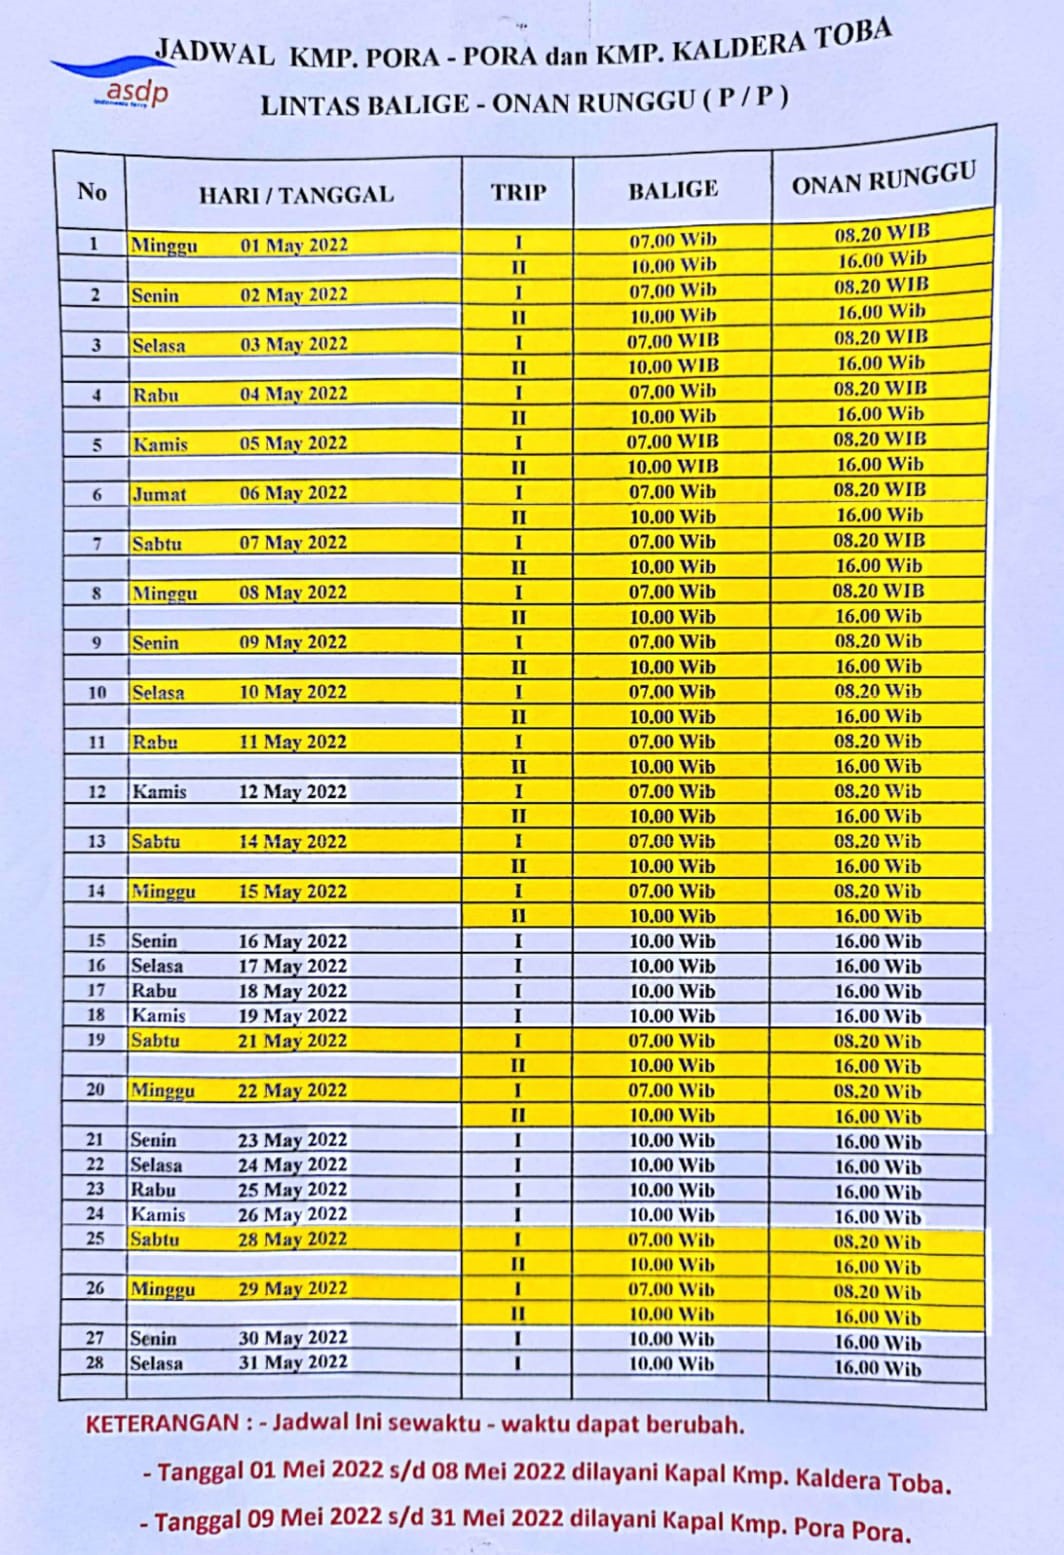 JADWAL KMP. PORA - PORA dan KMP. KALDERA TOBA
asdp
LINTAS BALIGE - ONAN RUNGGU ( P / P )
No HARI / TANGGAL TRIP BALIGE ONAN RUNGGU
1 Minggu 01 May 2022 I 07.00 Wib 08.20 WIB
II 10.00 Wib 16.00 Wib
2 Senin 02 May 2022 I 07.00 Wib 08.20 WIB
II 10.00 Wib 16.00 Wib
3 Selasa 03 May 2022 I 07.00 WIB 08.20 WIB
II 10.00 WIB 16.00 Wib
4 Rabu 04 May 2022 I 07.00 Wib 08.20 WIB
II 10.00 Wib 16.00 Wib
5 Kamis 05 May 2022 I 07.00 WIB 08.20 WIB
II 10.00 WIB 16.00 Wib
6 Jumat 06 May 2022 I 07.00 Wib 08.20 WIB
II 10.00 Wib 16.00 Wib
7 Sabtu 07 May 2022 I 07.00 Wib 08.20 WIB
II 10.00 Wib 16.00 Wib
8 Minggu 08 May 2022 I 07.00 Wib 08.20 WIB
II 10.00 Wib 16.00 Wib
9 Senin 09 May 2022 I 07.00 Wib 08.20 Wib
II 10.00 Wib 16.00 Wib
10 Selasa 10 May 2022 I 07.00 Wib 08.20 Wib
II 10.00 Wib 16.00 Wib
11 Rabu 11 May 2022 I 07.00 Wib 08.20 Wib
II 10.00 Wib 16.00 Wib
12 Kamis 12 May 2022 I 07.00 Wib 08.20 Wib
II 10.00 Wib 16.00 Wib
13 Sabtu 14 May 2022 I 07.00 Wib 08.20 Wib
II 10.00 Wib 16.00 Wib
14 Minggu 15 May 2022 I 07.00 Wib 08.20 Wib
II 10.00 Wib 16.00 Wib
15 Senin 16 May 2022 I 10.00 Wib 16.00 Wib
16 Selasa 17 May 2022 I 10.00 Wib 16.00 Wib
17 Rabu 18 May 2022 I 10.00 Wib 16.00 Wib
18 Kamis 19 May 2022 I 10.00 Wib 16.00 Wib
19 Sabtu 21 May 2022 I 07.00 Wib 08.20 Wib
II 10.00 Wib 16.00 Wib
20 Minggu 22 May 2022 I 07.00 Wib 08.20 Wib
II 10.00 Wib 16.00 Wib
21 Senin 23 May 2022 I 10.00 Wib 16.00 Wib
22 Selasa 24 May 2022 I 10.00 Wib 16.00 Wib
23 Rabu 25 May 2022 I 10.00 Wib 16.00 Wib
24 Kamis 26 May 2022 I 10.00 Wib 16.00 Wib
25 Sabtu 28 May 2022 I 07.00 Wib 08.20 Wib
II 10.00 Wib 16.00 Wib
26 Minggu 29 May 2022 I 07.00 Wib 08.20 Wib
II 10.00 Wib 16.00 Wib
27 Senin 30 May 2022 I 10.00 Wib 16.00 Wib
28 Selasa 31 May 2022 I 10.00 Wib 16.00 Wib
KETERANGAN : - Jadwal Ini sewaktu - waktu dapat berubah.
- Tanggal 01 Mei 2022 s/d 08 Mei 2022 dilayani Kapal Kmp. Kaldera Toba.
- Tanggal 09 Mei 2022 s/d 31 Mei 2022 dilayani Kapal Kmp. Pora Pora.